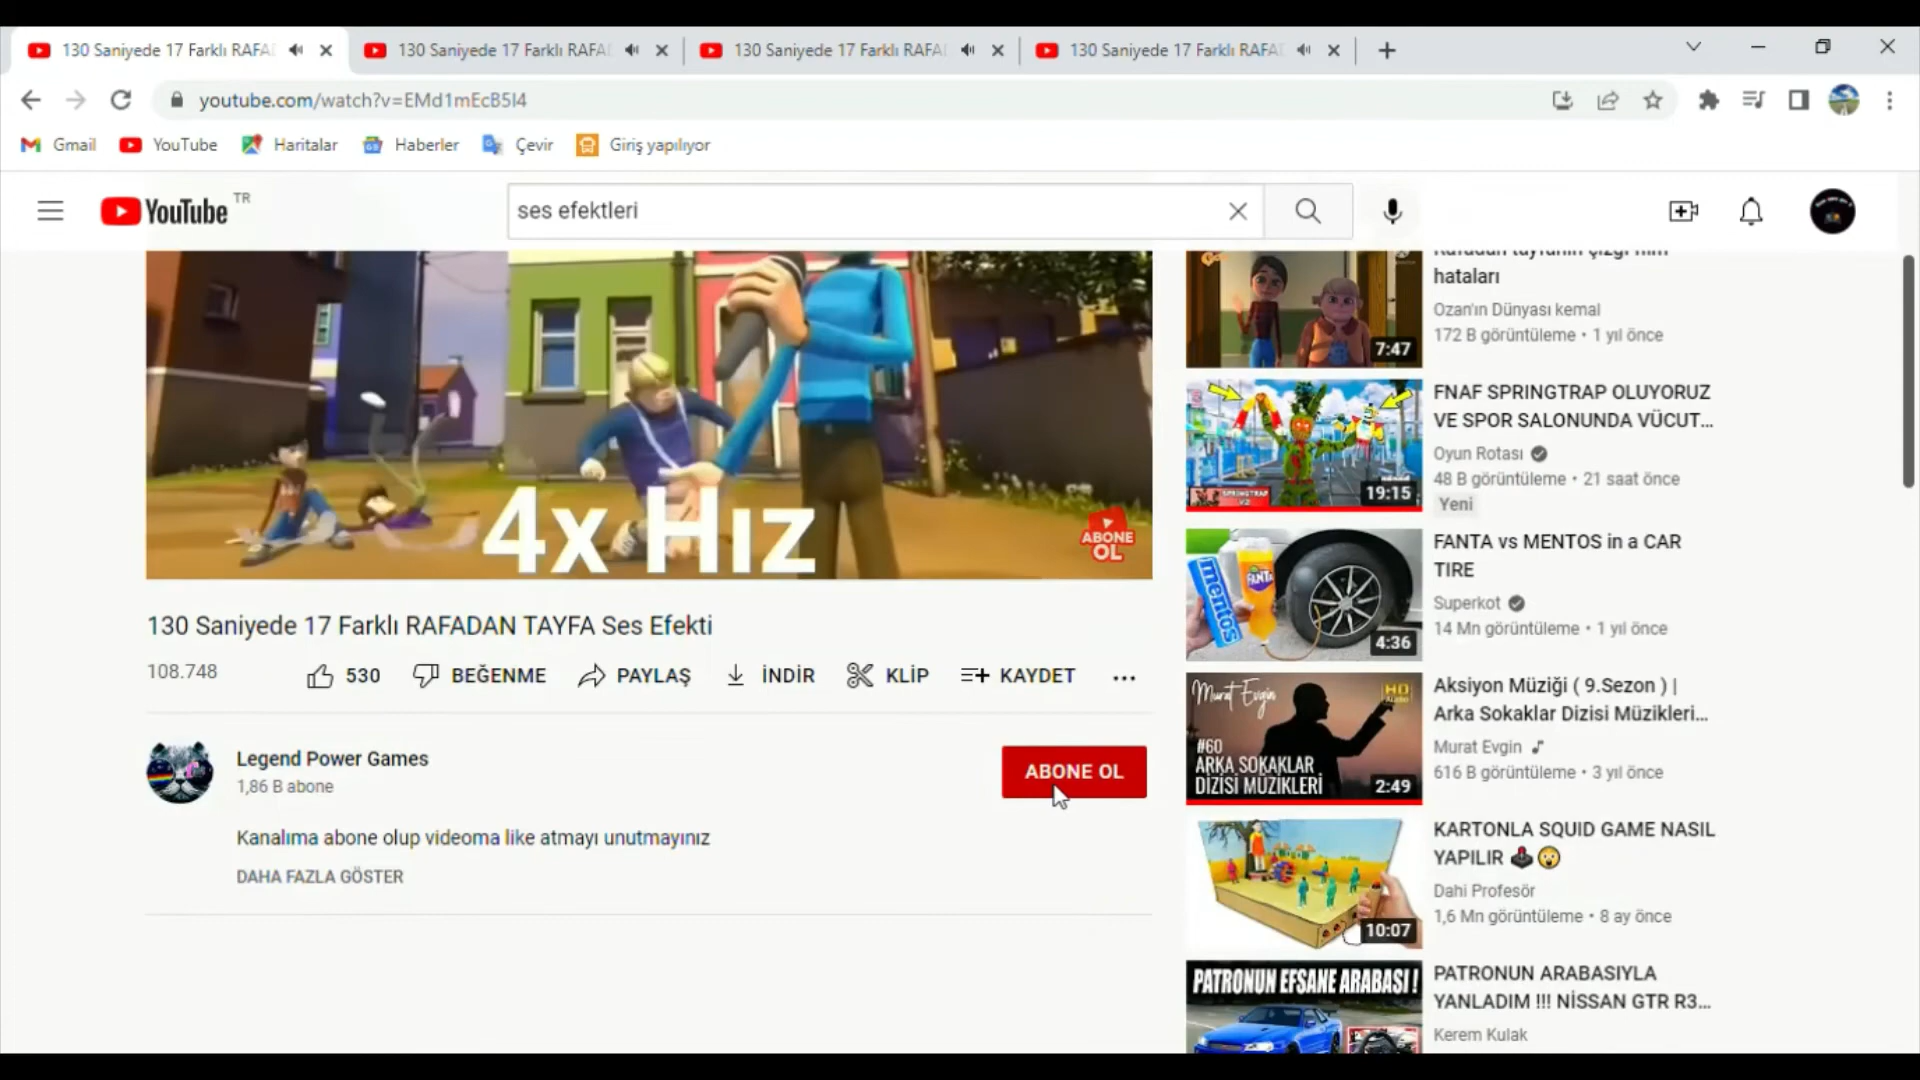 130 Saniyede 17 Farklı RAFA
130 Saniyede 17 Farklı RAFA
130 Saniyede 17 Farklı RAFA
130 Saniyede 17 Farklı RAFA
youtube.com/watch?v=EMd1mEcB5I4
Gmail
YouTube
Haritalar
Haberler
Çevir
Giriş yapılıyor
YouTube TR
ses efektleri
4x Hız
ABONE
OL
130 Saniyede 17 Farklı RAFADAN TAYFA Ses Efekti
108.748
530
BEĞENME
PAYLAŞ
İNDİR
KLİP
KAYDET
Legend Power Games
1,86 B abone
ABONE OL
Kanalıma abone olup videoma like atmayı unutmayınız
DAHA FAZLA GÖSTER
Rafadan tayfanın çizgi film
hataları
Ozan'ın Dünyası kemal
172 B görüntüleme • 1 yıl önce
7:47
FNAF SPRINGTRAP OLUYORUZ
VE SPOR SALONUNDA VÜCUT...
Oyun Rotası
48 B görüntüleme • 21 saat önce
Yeni
SPRINGTRAP
19:15
FANTA vs MENTOS in a CAR
TIRE
Superkot
14 Mn görüntüleme • 1 yıl önce
mentos
FANTA
4:36
Aksiyon Müziği ( 9.Sezon ) |
Arka Sokaklar Dizisi Müzikleri...
Murat Evgin
616 B görüntüleme • 3 yıl önce
Murat Evgin
HD
#60
ARKA SOKAKLAR
DİZİSİ MÜZİKLERİ
2:49
KARTONLA SQUID GAME NASIL
YAPILIR
Dahi Profesör
1,6 Mn görüntüleme • 8 ay önce
10:07
PATRONUN EFSANE ARABASI !
PATRONUN ARABASIYLA
YANLADIM !!! NİSSAN GTR R3...
Kerem Kulak